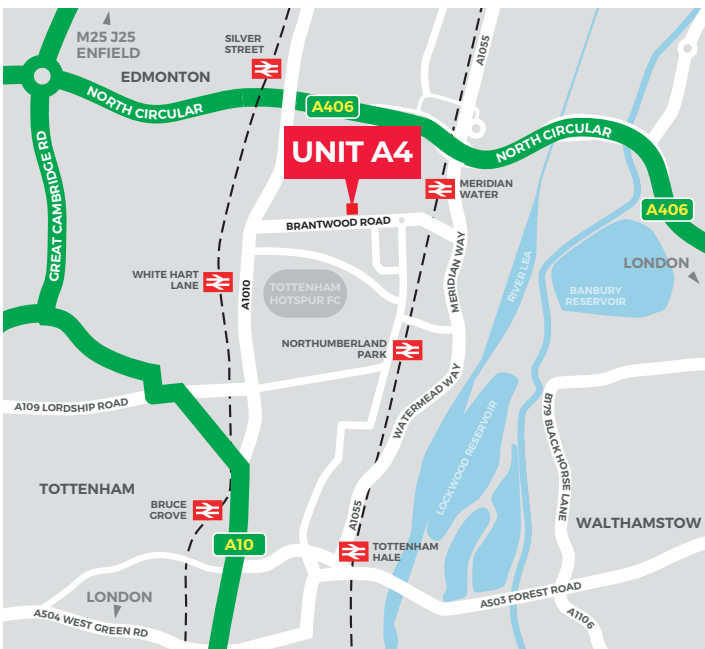 M25 J25
ENFIELD
SILVER
STREET
A1055
EDMONTON
NORTH CIRCULAR
A406
NORTH CIRCULAR
GREAT CAMBRIDGE RD
UNIT A4
MERIDIAN
WATER
A406
BRANTWOOD ROAD
MERIDIAN WAY
RIVER LEA
LONDON
WHITE HART
LANE
A1010
TOTTENHAM
HOTSPUR FC
BANBURY
RESERVOIR
NORTHUMBERLAND
PARK
WATERMEAD WAY
A109 LORDSHIP ROAD
LOCKWOOD RESERVOIR
B179 BLACK HORSE LANE
TOTTENHAM
BRUCE
GROVE
A1055
WALTHAMSTOW
A10
TOTTENHAM
HALE
LONDON
A503 FOREST ROAD
A504 WEST GREEN RD
A1106